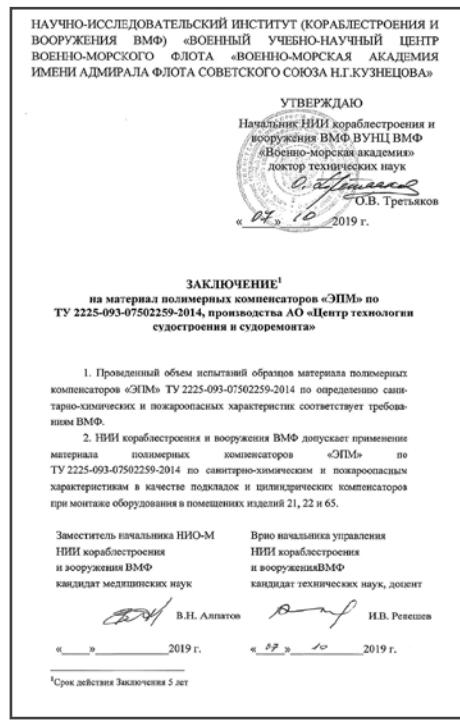 НАУЧНО-ИССЛЕДОВАТЕЛЬСКИЙ ИНСТИТУТ (КОРАБЛЕСТРОЕНИЯ И
ВООРУЖЕНИЯ ВМФ) «ВОЕННЫЙ УЧЕБНО-НАУЧНЫЙ ЦЕНТР
ВОЕННО-МОРСКОГО ФЛОТА «ВОЕННО-МОРСКАЯ АКАДЕМИЯ
ИМЕНИ АДМИРАЛА ФЛОТА СОВЕТСКОГО СОЮЗА Н.Г.КУЗНЕЦОВА»
УТВЕРЖДАЮ
Начальник НИИ кораблестроения и
вооружения ВМФ ВУНЦ ВМФ
«Военно-морская академия»
доктор технических наук
О.В. Третьяков
« 07 » 10 2019 г.
ЗАКЛЮЧЕНИЕ¹
на материал полимерных компенсаторов «ЭПМ» по
ТУ 2225-093-07502259-2014, производства АО «Центр технологии
судостроения и судоремонта»
1. Проведенный объем испытаний образцов материала полимерных
компенсаторов «ЭПМ» ТУ 2225-093-07502259-2014 по определению сани-
тарно-химических и пожароопасных характеристик соответствует требова-
ниям ВМФ.
2. НИИ кораблестроения и вооружения ВМФ допускает применение
материала полимерных компенсаторов «ЭПМ» по
ТУ 2225-093-07502259-2014 по санитарно-химическим и пожароопасным
характеристикам в качестве подкладок и цилиндрических компенсаторов
при монтаже оборудования в помещениях изделий 21, 22 и 65.
Заместитель начальника НИО-М
НИИ кораблестроения
и вооружения ВМФ
кандидат медицинских наук
В.Н. Алпатов
«____»________2019 г.
Врио начальника управления
НИИ кораблестроения
и вооруженияВМФ
кандидат технических наук, доцент
И.В. Репешев
« 07 » 10 2019 г.
¹Срок действия Заключения 5 лет